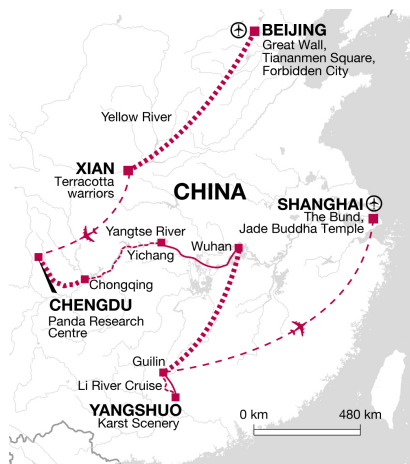 BEIJING
Great Wall,
Tiananmen Square,
Forbidden City
Yellow River
XIAN
Terracotta
warriors
CHINA
SHANGHAI
The Bund,
Jade Buddha Temple
Yangtse River
Yichang
Wuhan
Chongqing
CHENGDU
Panda Research
Centre
Guilin
Li River Cruise
YANGSHUO
Karst Scenery
0 km
480 km